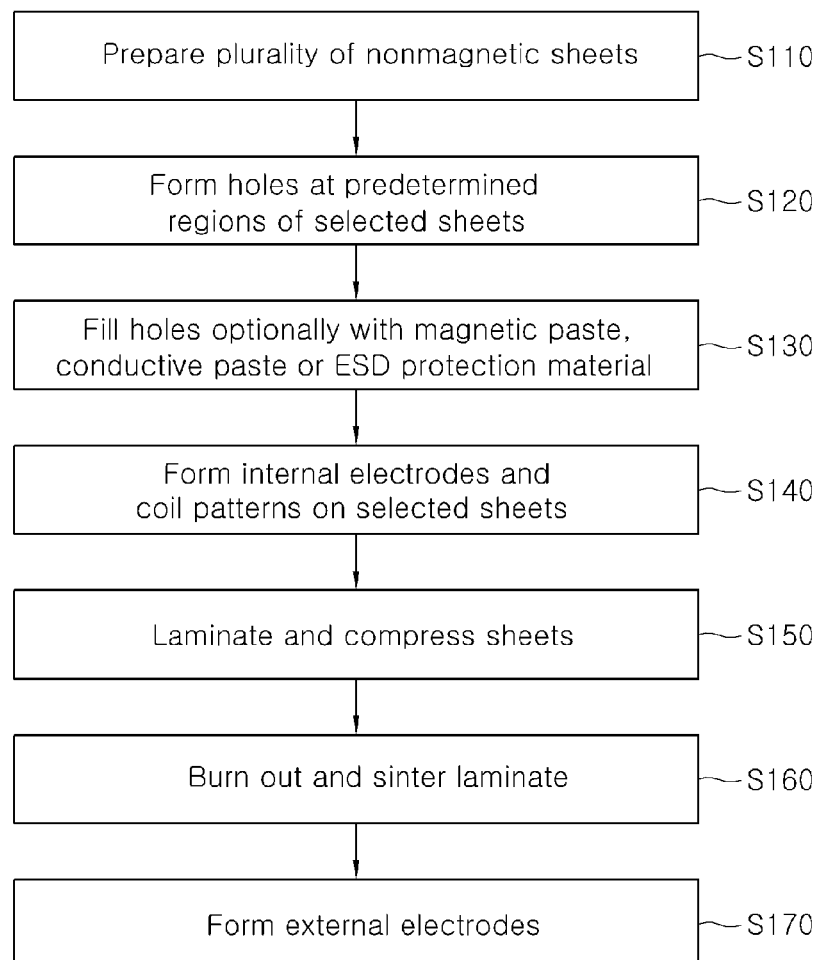 Prepare plurality of nonmagnetic sheets
S110
Form holes at predetermined
regions of selected sheets
S120
Fill holes optionally with magnetic paste,
conductive paste or ESD protection material
S130
Form internal electrodes and
coil patterns on selected sheets
S140
Laminate and compress sheets
S150
Burn out and sinter laminate
S160
Form external electrodes
S170